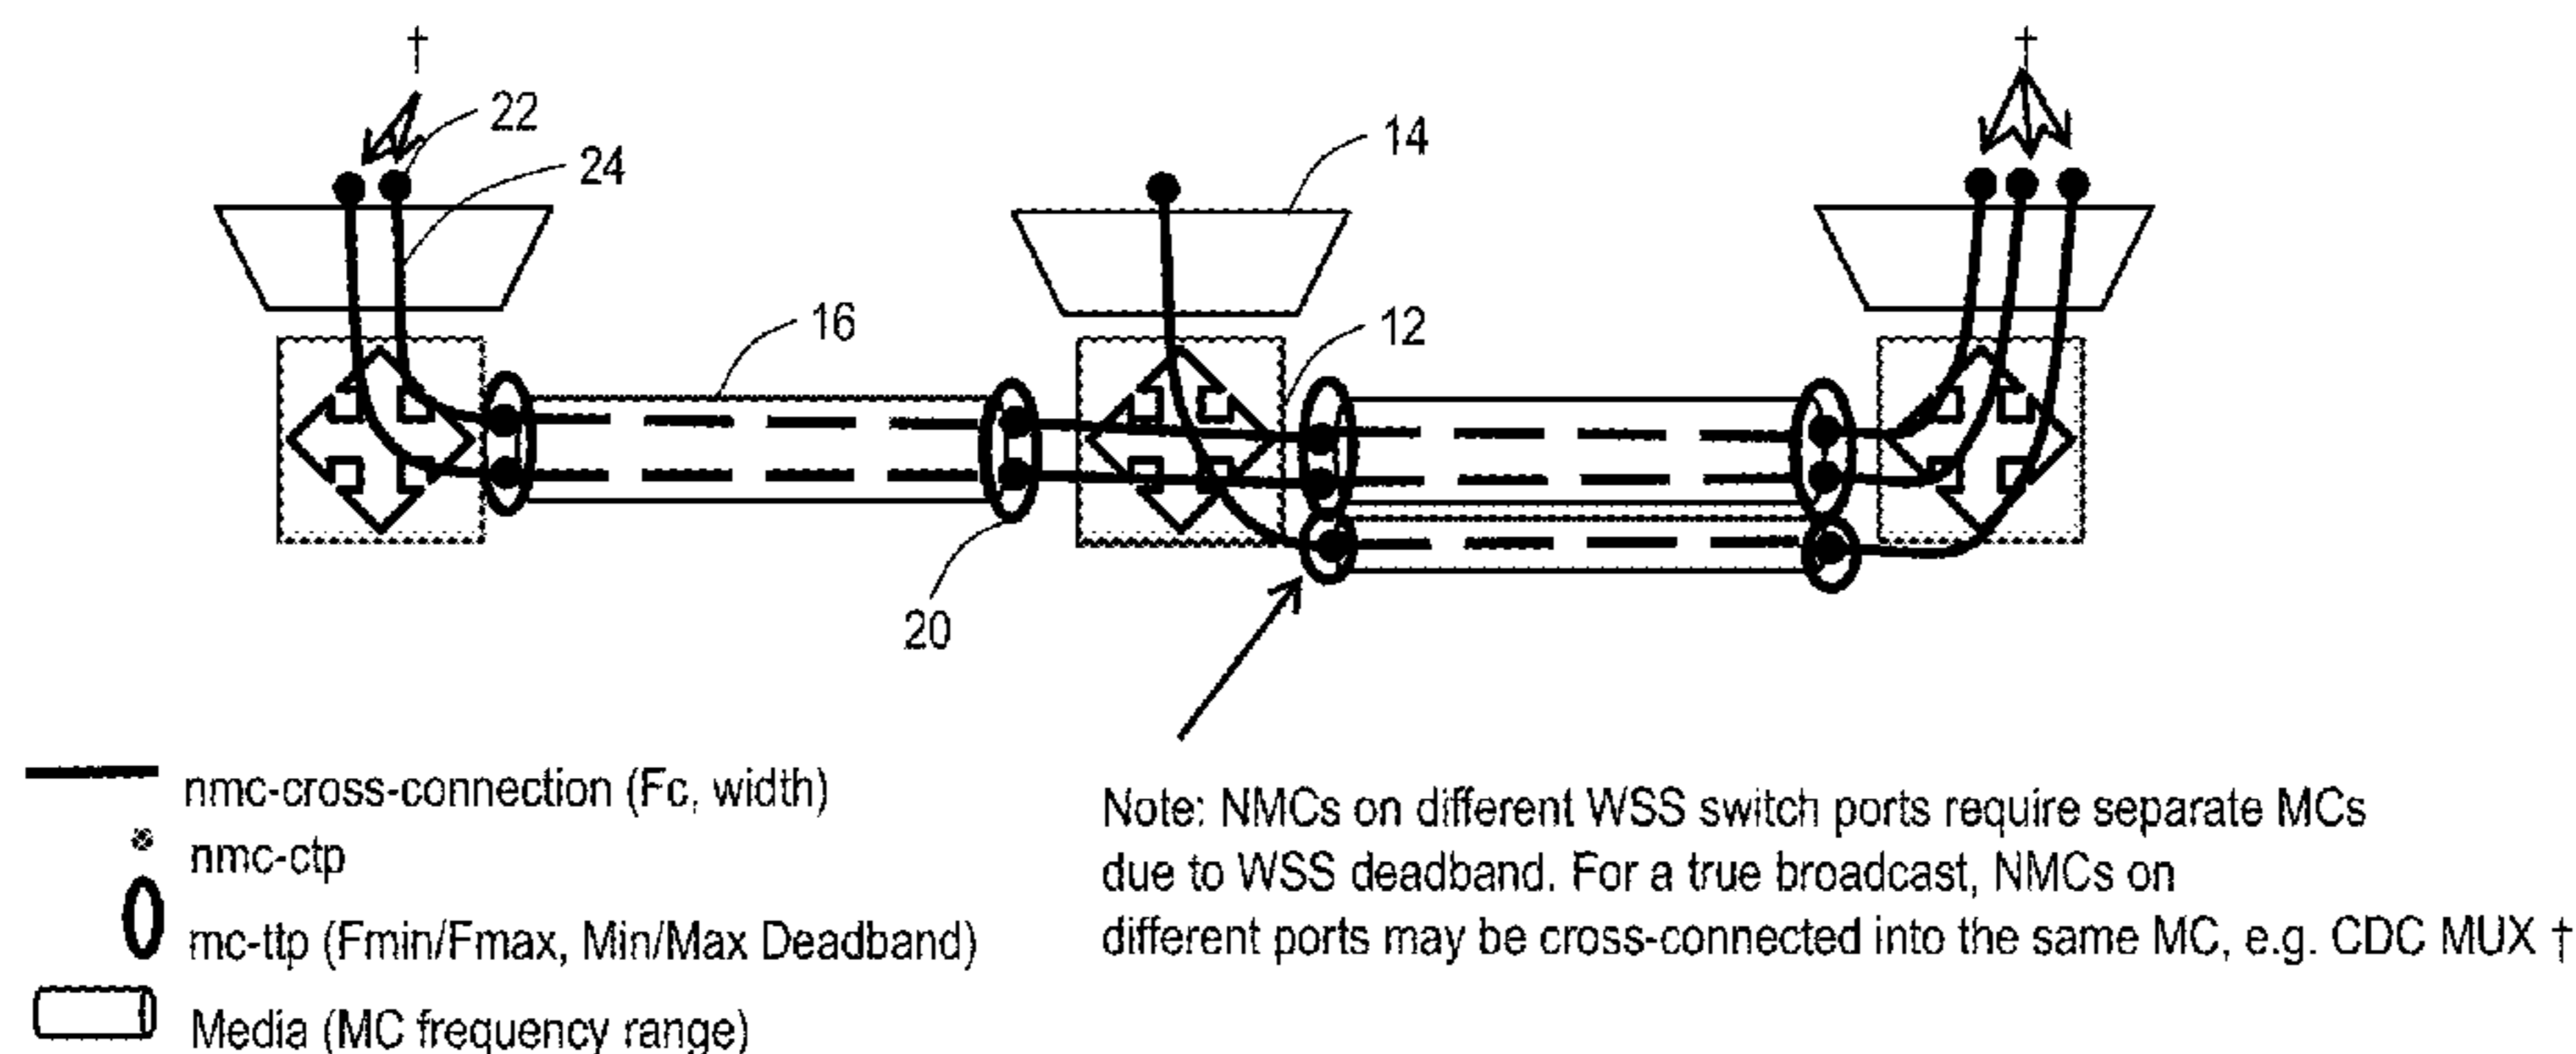 † †
22
24
14
16
12
20
nmc-cross-connection (Fc, width)
nmc-ctp
mc-ttp (Fmin/Fmax, Min/Max Deadband)
Media (MC frequency range)
Note: NMCs on different WSS switch ports require separate MCs
due to WSS deadband. For a true broadcast, NMCs on
different ports may be cross-connected into the same MC, e.g. CDC MUX †